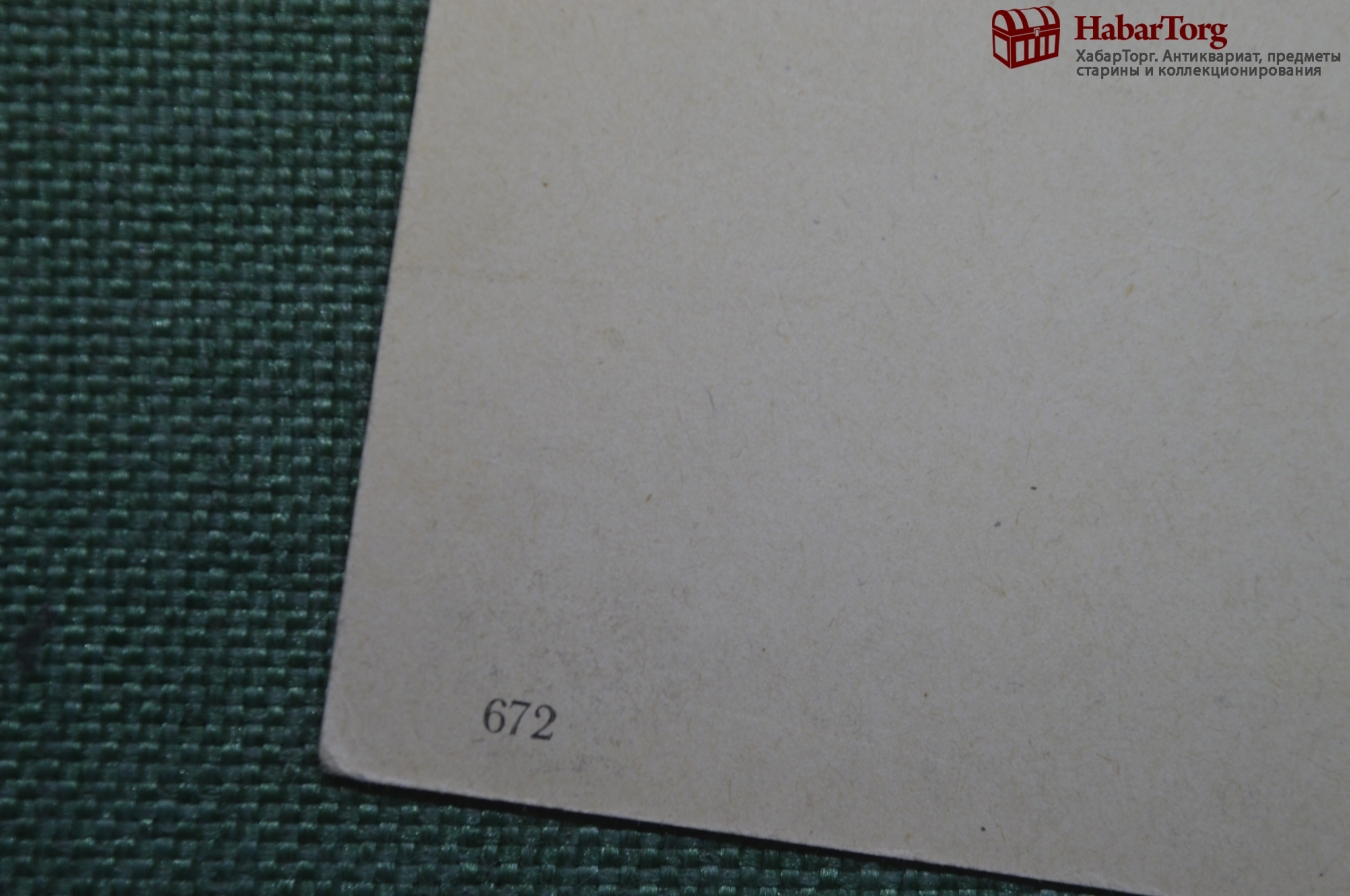 HabarTorg
ХабарТорг. Антиквариат, предметы
старины и коллекционирования
672